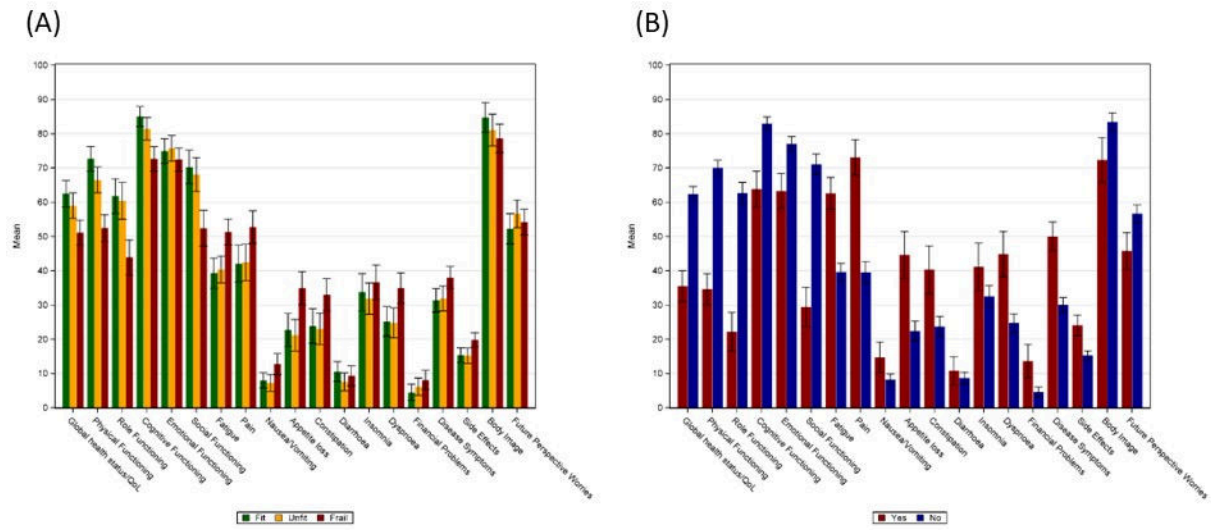 (A)
100
90
80
70
60
50
40
30
20
10
0
Mean
Global health status/QoL
Physical Functioning
Role Functioning
Cognitive Functioning
Emotional Functioning
Social Functioning
Fatigue
Pain
Nausea/Vomiting
Appetite loss
Constipation
Diarrhoea
Insomnia
Dyspnoea
Financial Problems
Disease Symptoms
Side Effects
Body Image
Future Perspective Worries
Fit Unfit Frail
(B)
100
90
80
70
60
50
40
30
20
10
0
Mean
Global health status/QoL
Physical Functioning
Role Functioning
Cognitive Functioning
Emotional Functioning
Social Functioning
Fatigue
Pain
Nausea/Vomiting
Appetite loss
Constipation
Diarrhoea
Insomnia
Dyspnoea
Financial Problems
Disease Symptoms
Side Effects
Body Image
Future Perspective Worries
Yes No